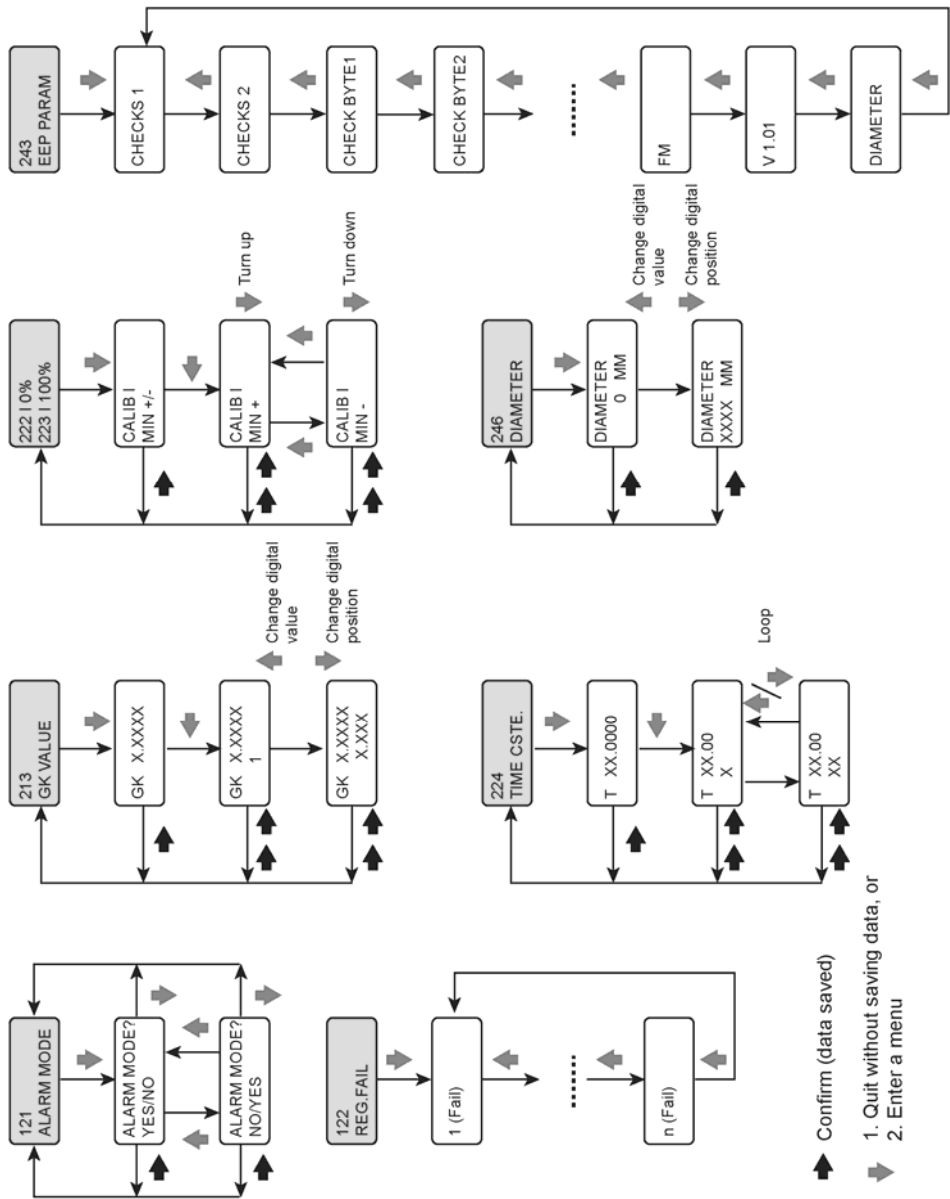 121
ALARM MODE
ALARM MODE?
YES/NO
ALARM MODE?
NO/YES
213
GK VALUE
GK X.XXXX
GK X.XXXX
1
GK X.XXXX
X.XXX
Change digital
value
Change digital
position
222 I 0%
223 I 100%
CALIB I
MIN +/-
CALIB I
MIN +
CALIB I
MIN -
Turn up
Turn down
243
EEP PARAM
CHECKS 1
CHECKS 2
CHECK BYTE1
CHECK BYTE2
........
FM
V 1.01
DIAMETER
122
REG.FAIL
1 (Fail)
........
n (Fail)
224
TIME CSTE.
T XX.0000
T XX.00
X
T XX.00
XX
Loop
246
DIAMETER
DIAMETER
0 MM
DIAMETER
XXXX MM
Change digital
value
Change digital
position
Confirm (data saved)
1. Quit without saving data, or
2. Enter a menu